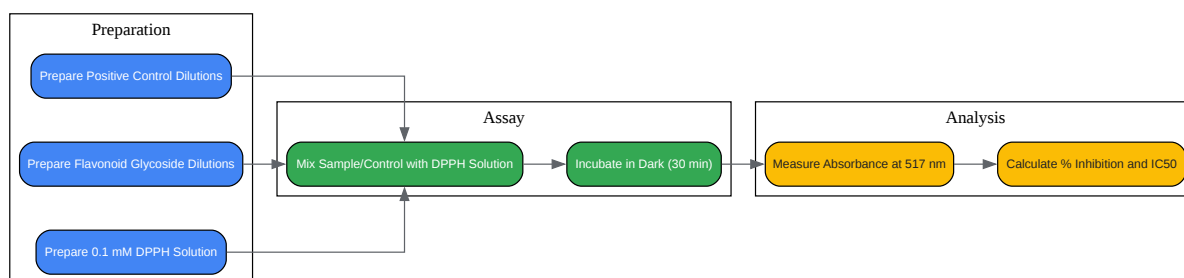 Preparation
Prepare Positive Control Dilutions
Prepare Flavonoid Glycoside Dilutions
Prepare 0.1 mM DPPH Solution
Assay
Mix Sample/Control with DPPH Solution
Incubate in Dark (30 min)
Analysis
Measure Absorbance at 517 nm
Calculate % Inhibition and IC50